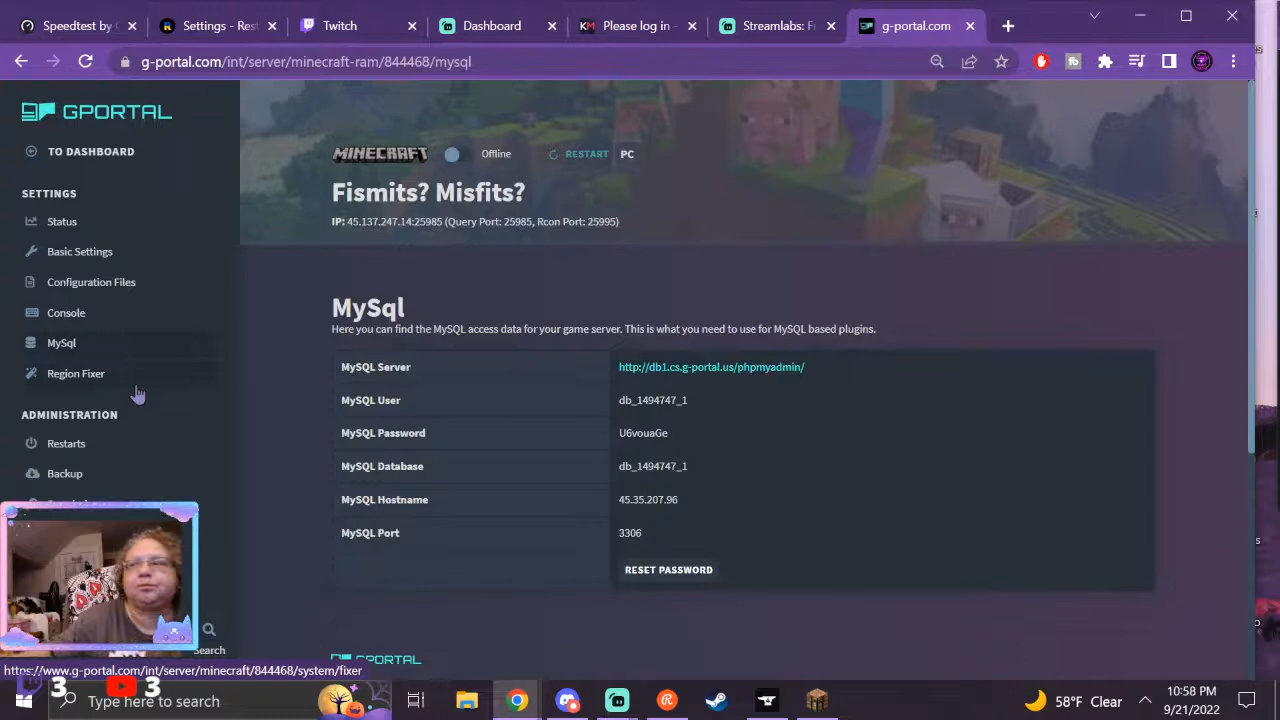 Speedtest by
Settings - Rest
Twitch
Dashboard
KM
Please log in -
Streamlabs: Fi
g-portal.com
g-portal.com/int/server/minecraft-ram/844468/mysql
GPORTAL
TO DASHBOARD
SETTINGS
Status
Basic Settings
Configuration Files
Console
MySql
Region Fixer
ADMINISTRATION
Restarts
Backup
Search
MINECRAFT
Offline
RESTART
PC
Fismits? Misfits?
IP: 45.137.247.14:25985 (Query Port: 25985, Rcon Port: 25995)
MySql
Here you can find the MySQL access data for your game server. This is what you need to use for MySQL based plugins.
MySQL Server http://db1.cs.g-portal.us/phpmyadmin/
MySQL User db_1494747_1
MySQL Password U6vouaGe
MySQL Database db_1494747_1
MySQL Hostname 45.35.207.96
MySQL Port 3306
RESET PASSWORD
GPORTAL
https://www.g-portal.com/int/server/minecraft/844468/system/fixer
3
3
Type here to search
58°F Clear
10:58 PM
9/21/2022